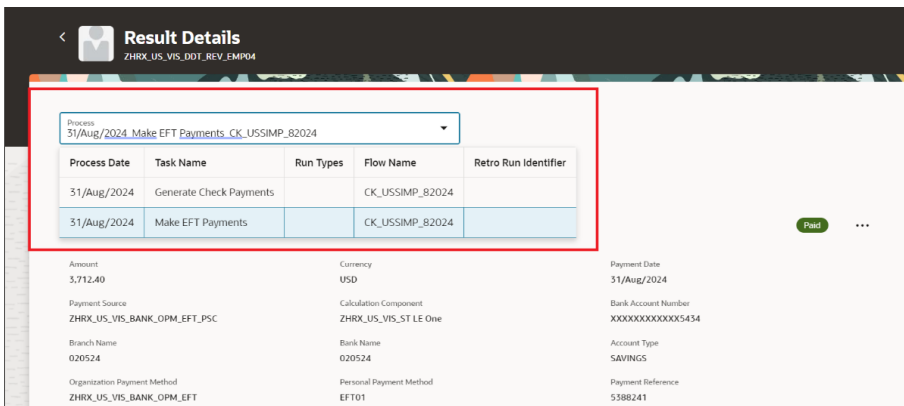 Result Details
ZHRX_US_VIS_DDT_REV_EMP04
Process
31/Aug/2024_Make EFT Payments_CK_USSIMP_82024
Process Date Task Name Run Types Flow Name Retro Run Identifier
31/Aug/2024 Generate Check Payments CK_USSIMP_82024
31/Aug/2024 Make EFT Payments CK_USSIMP_82024
Paid
Amount Currency Payment Date
3,712.40 USD 31/Aug/2024
Payment Source Calculation Component Bank Account Number
ZHRX_US_VIS_BANK_OPM_EFT_PSC ZHRX_US_VIS_ST LE One XXXXXXXXXXXX5434
Branch Name Bank Name Account Type
020524 020524 SAVINGS
Organization Payment Method Personal Payment Method Payment Reference
ZHRX_US_VIS_BANK_OPM_EFT EFT01 5388241